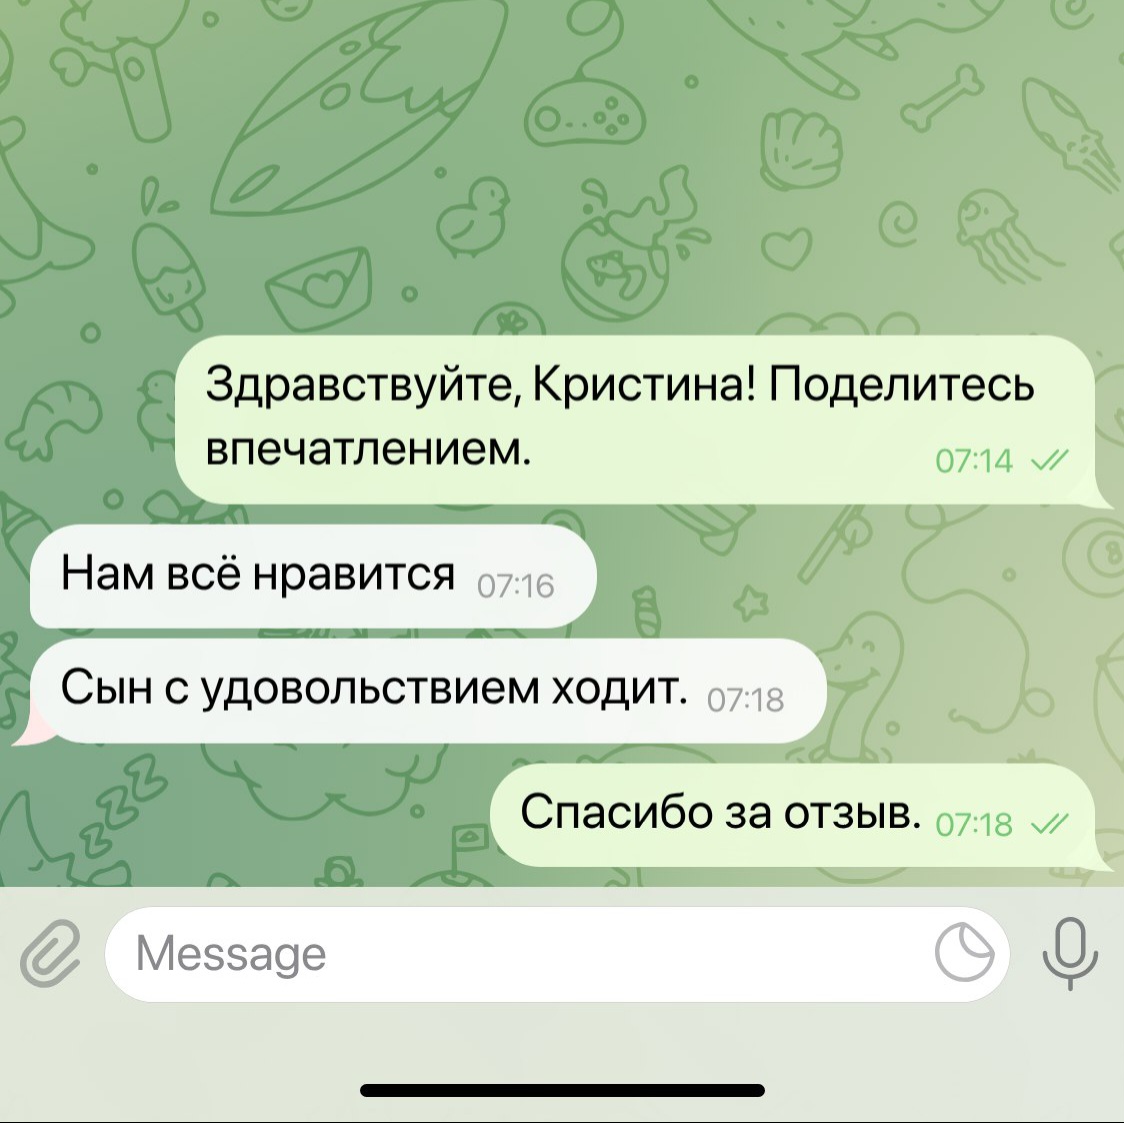 Здравствуйте, Кристина! Поделитесь
впечатлением.
07:14
Нам всё нравится 07:16
Сын с удовольствием ходит. 07:18
Спасибо за отзыв. 07:18
Message